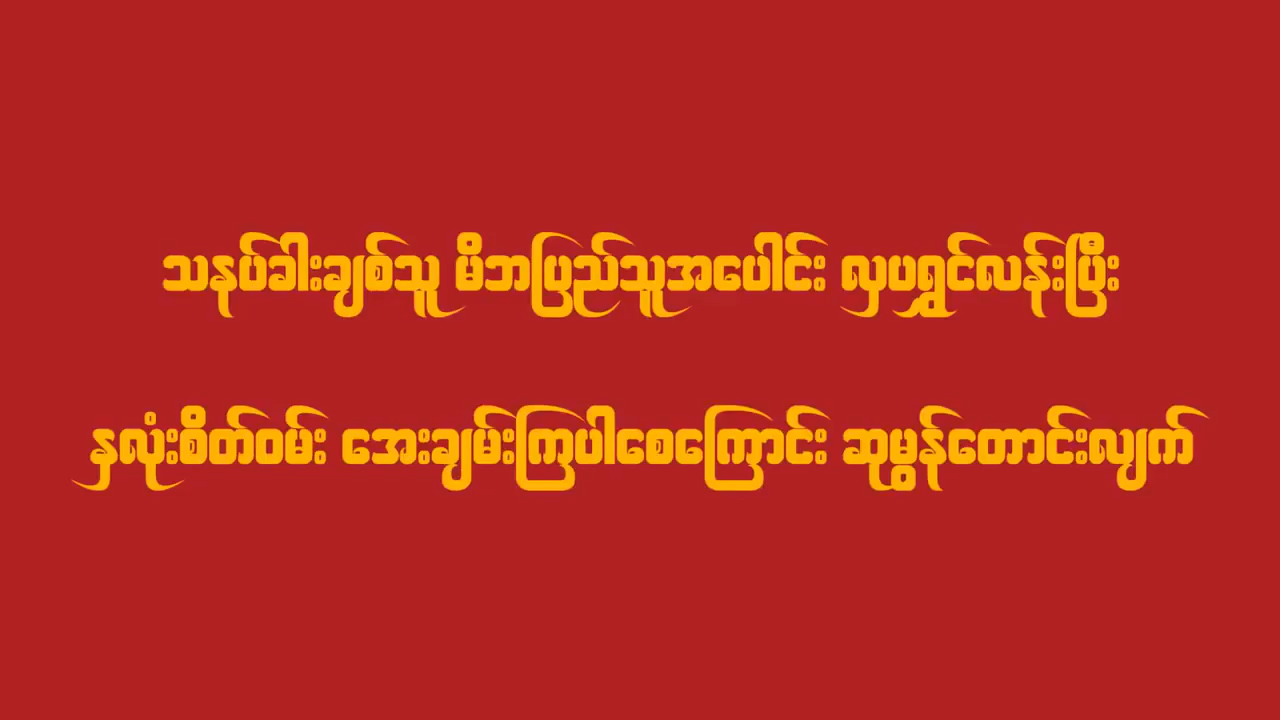 သနပ်ခါးချစ်သူ မိဘပြည်သူအပေါင်း လှပရွှင်လန်းပြီး
နှလုံးစိတ်ဝမ်း အေးချမ်းကြပါစေကြောင်း ဆုမွန်တောင်းလျက်